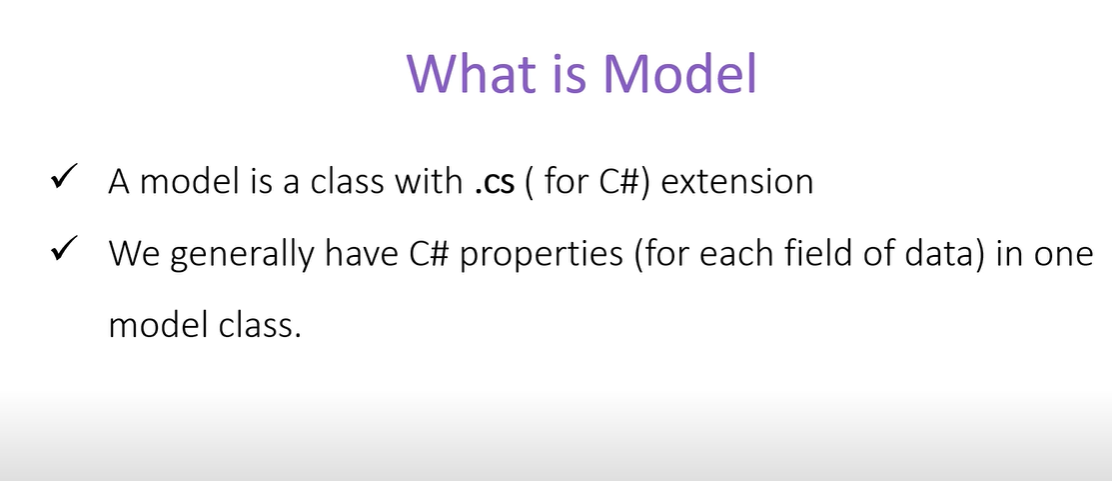 What is Model
✓ A model is a class with .cs ( for C#) extension
✓ We generally have C# properties (for each field of data) in one
model class.